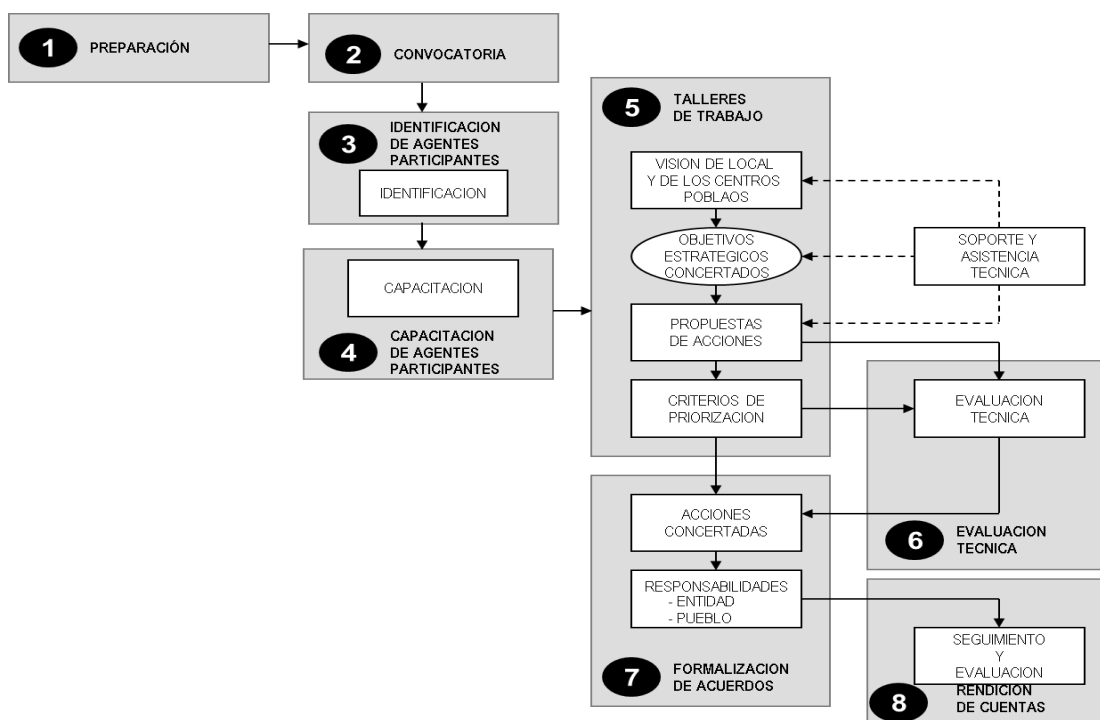 1
PREPARACIÓN
2
CONVOCATORIA
3
IDENTIFICACION
DE AGENTES
PARTICIPANTES
IDENTIFICACION
CAPACITACION
4
CAPACITACION
DE AGENTES
PARTICIPANTES
5
TALLERES
DE TRABAJO
VISION DE LOCAL
Y DE LOS CENTROS
POBLAOS
OBJETIVOS
ESTRATEGICOS
CONCERTADOS
PROPUESTAS
DE ACCIONES
CRITERIOS DE
PRIORIZACION
SOPORTE Y
ASISTENCIA
TECNICA
EVALUACION
TECNICA
6
EVALUACION
TECNICA
ACCIONES
CONCERTADAS
RESPONSABILIDADES
- ENTIDAD
- PUEBLO
7
FORMALIZACION
DE ACUERDOS
SEGUIMIENTO
Y
EVALUACION
8
RENDICION
DE CUENTAS